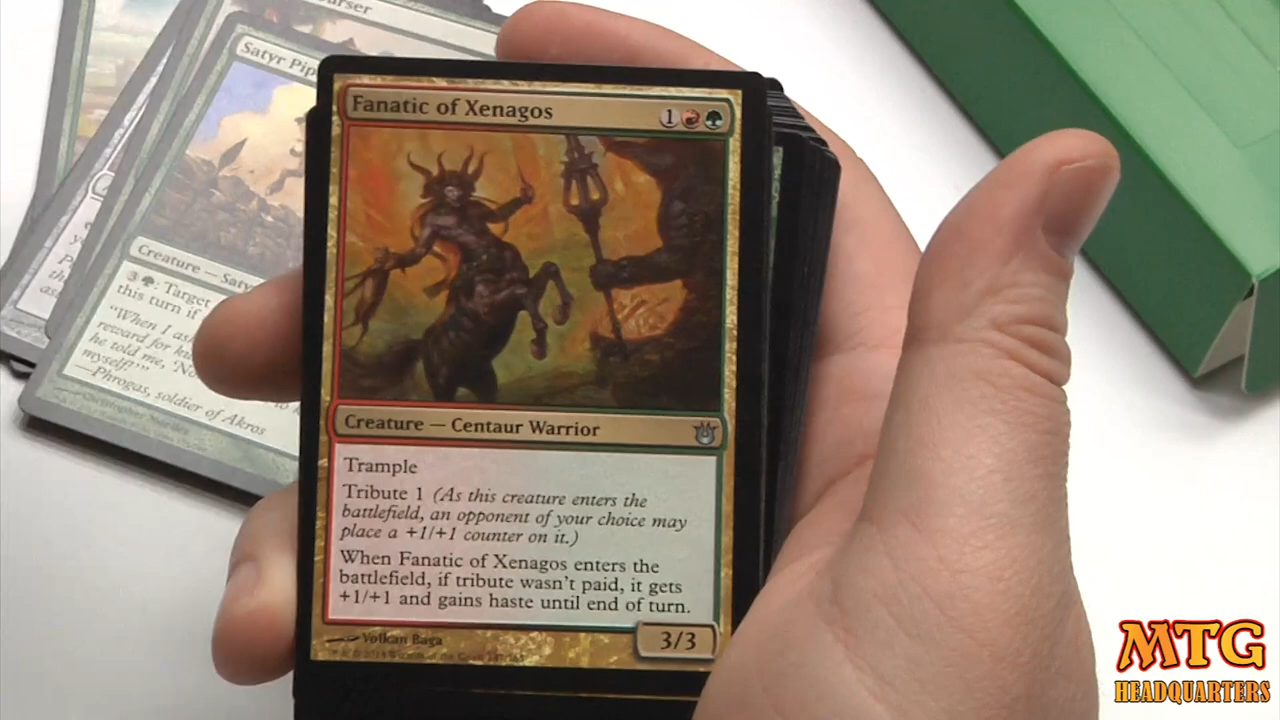 urser
Satyr Pip
Creature — Saty
3 : Target
this turn if
"When I as
reward for ki
he told me, 'No
myself!'"
—Phrogas, soldier of Akros
Fanatic of Xenagos
1
Creature — Centaur Warrior
Trample
Tribute 1 (As this creature enters the
battlefield, an opponent of your choice may
place a +1/+1 counter on it.)
When Fanatic of Xenagos enters the
battlefield, if tribute wasn't paid, it gets
+1/+1 and gains haste until end of turn.
3/3
Volkan Baga
MTG
HEADQUARTERS